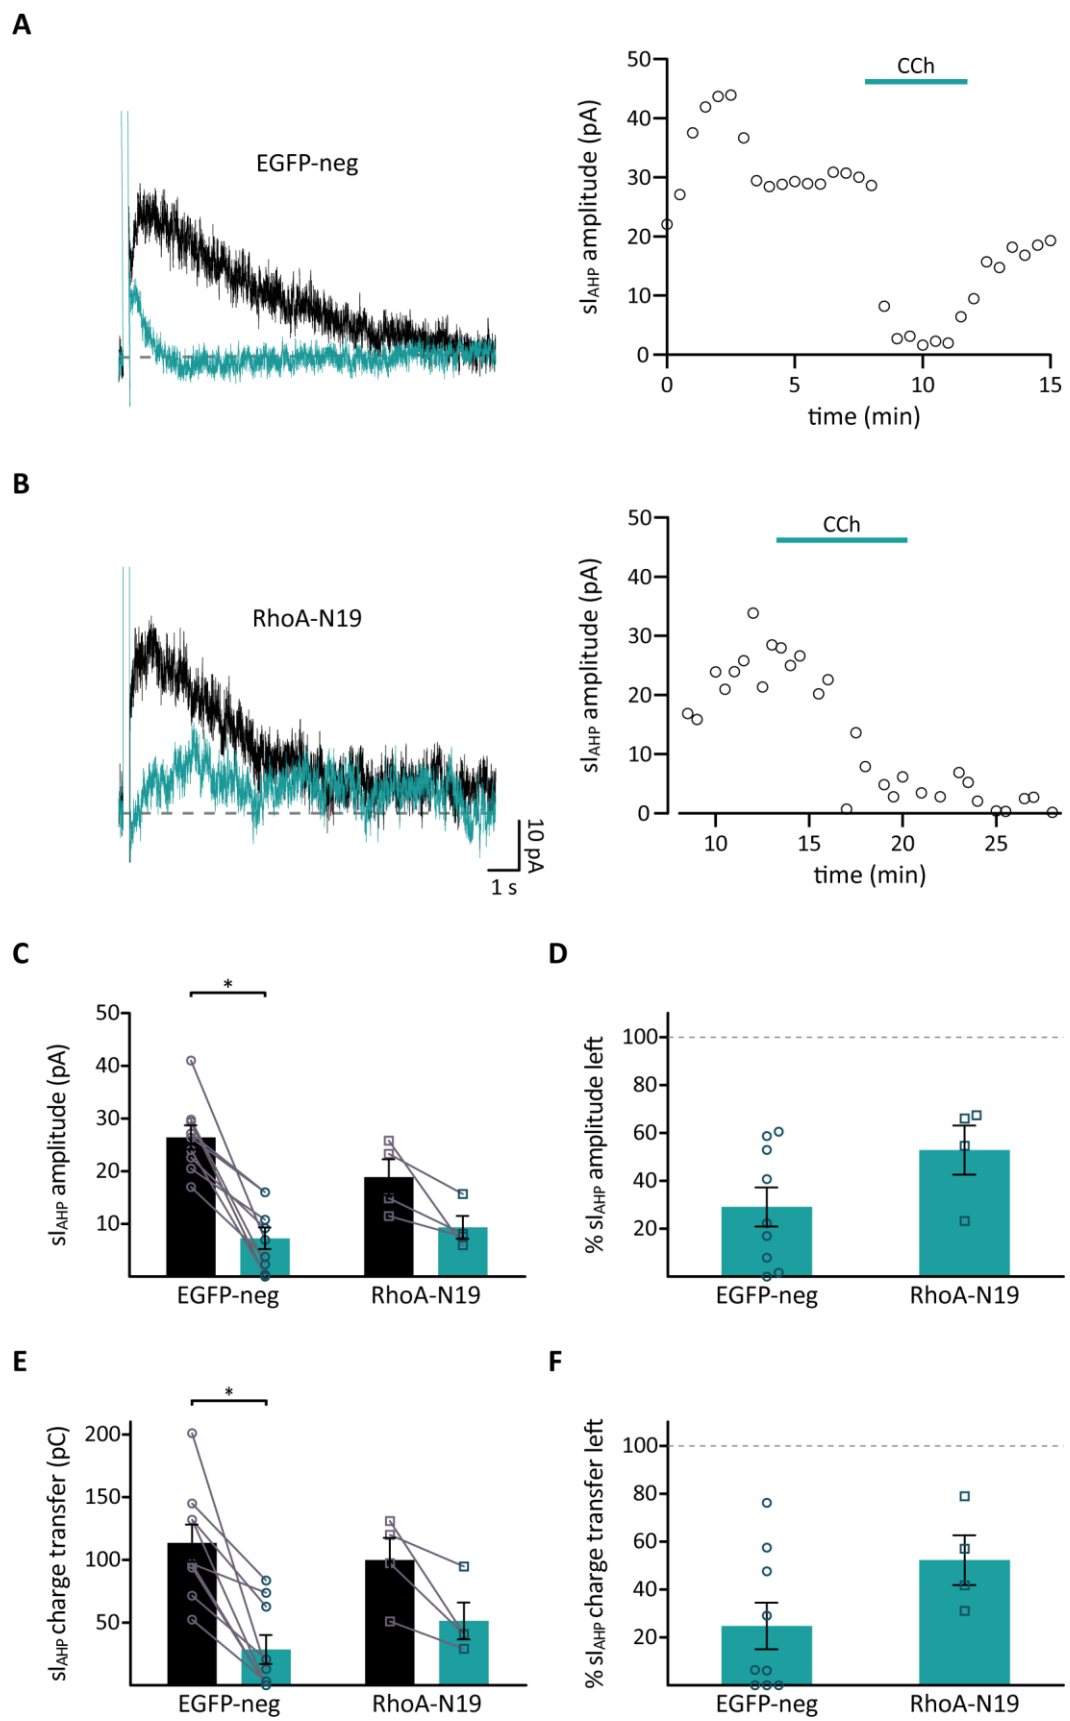 A
EGFP-neg
sIAHP amplitude (pA)
50
40
30
20
10
0
CCh
0 5 10 15
time (min)
B
RhoA-N19
10 pA
1 s
sIAHP amplitude (pA)
50
40
30
20
10
0
CCh
10 15 20 25
time (min)
C
*
sIAHP amplitude (pA)
50
40
30
20
10
EGFP-neg RhoA-N19
D
% sIAHP amplitude left
100
80
60
40
20
EGFP-neg RhoA-N19
E
*
sIAHP charge transfer (pC)
200
150
100
50
EGFP-neg RhoA-N19
F
% sIAHP charge transfer left
100
80
60
40
20
EGFP-neg RhoA-N19